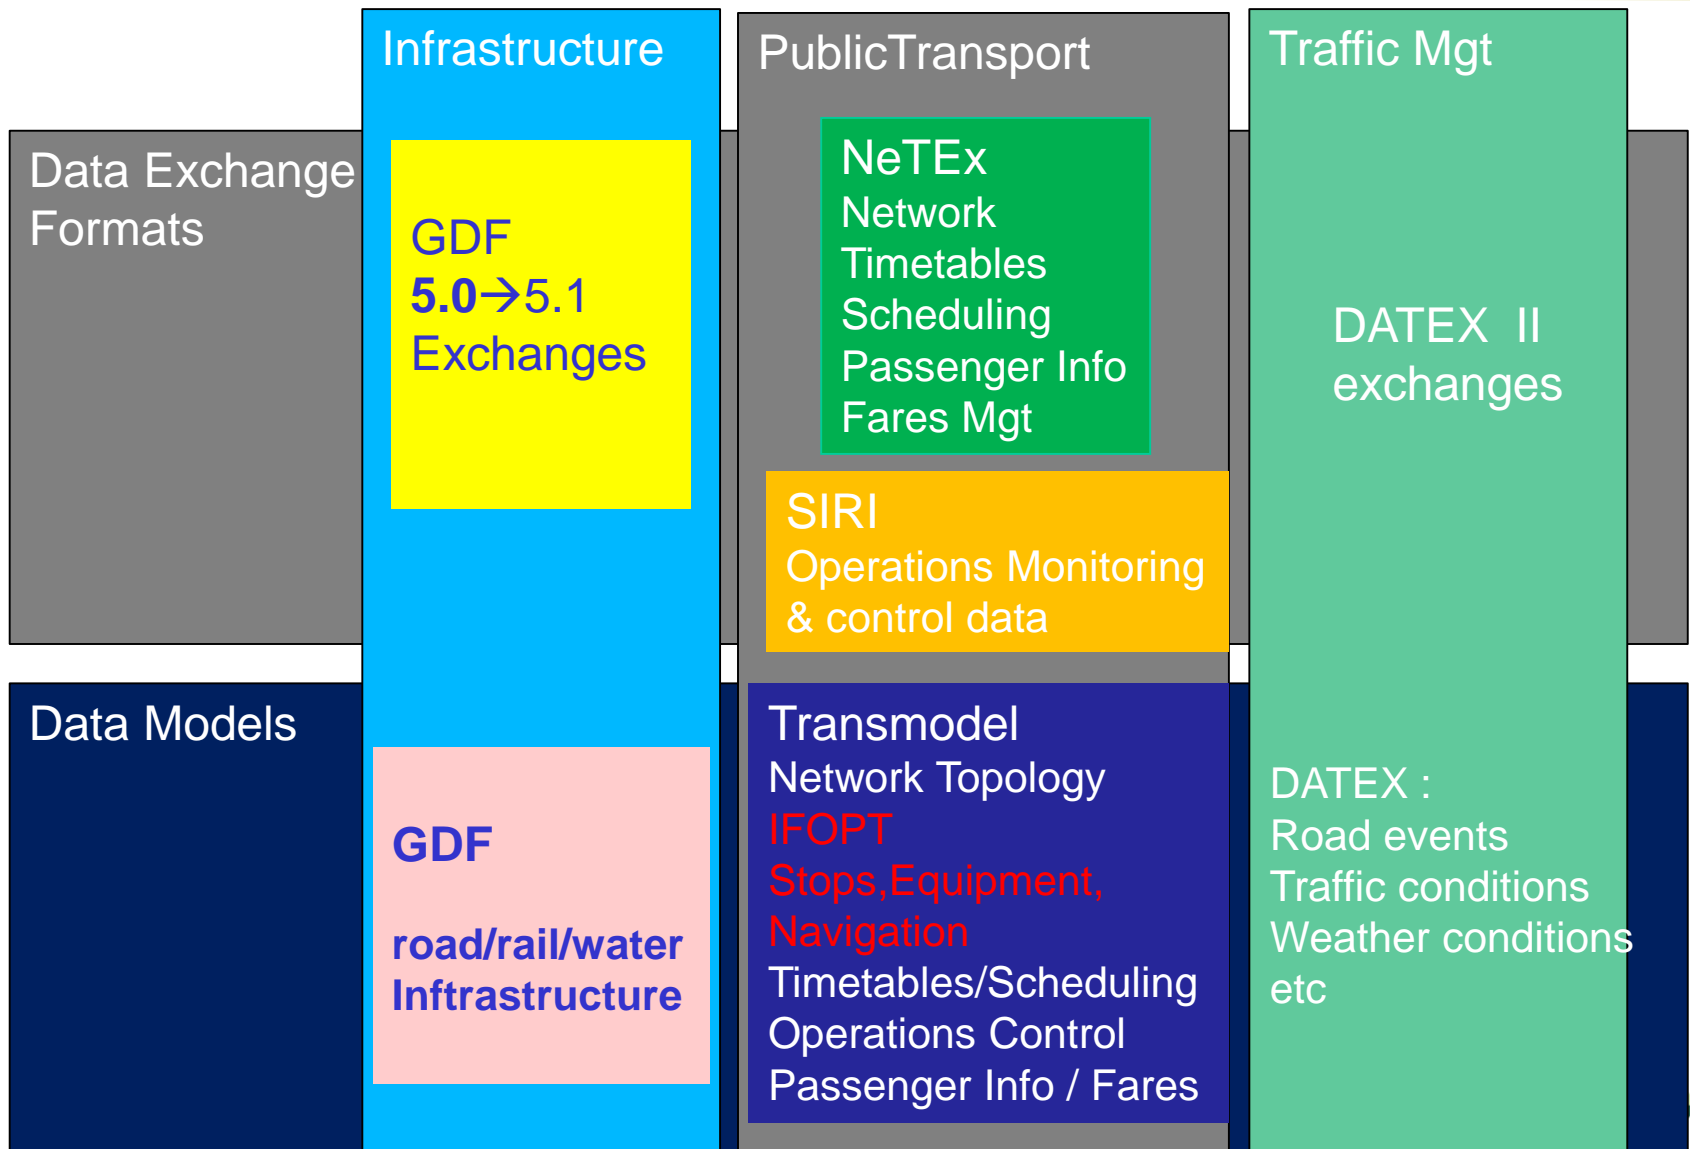 Infrastructure
PublicTransport
Traffic Mgt
Data Exchange
Formats
GDF
5.0→5.1
Exchanges
NeTEx
Network
Timetables
Scheduling
Passenger Info
Fares Mgt
SIRI
Operations Monitoring
& control data
DATEX II
exchanges
Data Models
GDF
road/rail/water
Inftrastructure
Transmodel
Network Topology
IFOPT
Stops,Equipment,
Navigation
Timetables/Scheduling
Operations Control
Passenger Info / Fares
DATEX :
Road events
Traffic conditions
Weather conditions
etc